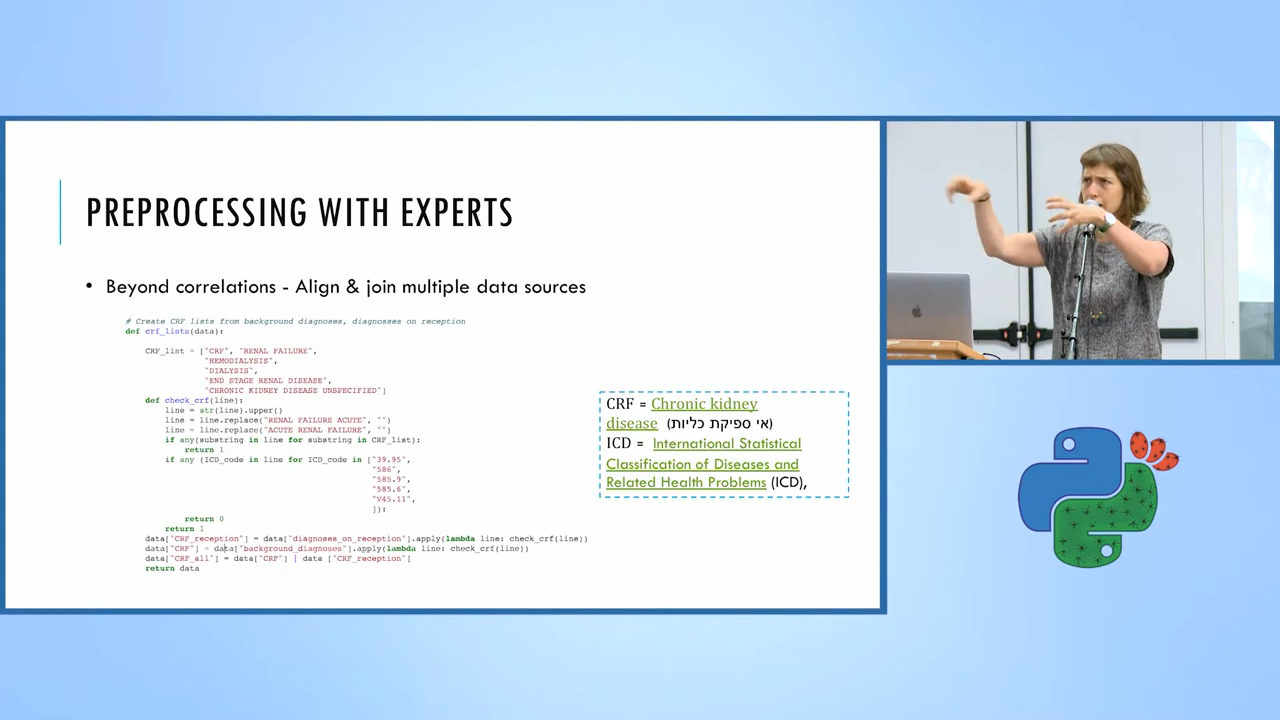 PREPROCESSING WITH EXPERTS
• Beyond correlations - Align & join multiple data sources
# Create CRF lists from background diagnoses, diagnosses on reception
def crf_lists(data):
CRF_list = ["CRF", "RENAL FAILURE",
"HEMODIALYSIS",
"DIALYSIS",
"END STAGE RENAL DISEASE",
"CHRONIC KIDNEY DISEASE UNSPECIFIED"]
def check_crf(line):
line = str(line).upper()
line = line.replace("RENAL FAILURE ACUTE", "")
line = line.replace("ACUTE RENAL FAILURE", "")
if any(substring in line for substring in CRF_list):
return 1
if any (ICD_code in line for ICD_code in ["39.95",
"586",
"585.9",
"585.6",
"V45.11",
]):
return 0
return 1
data["CRF_reception"] = data["diagnoses_on_reception"].apply(lambda line: check_crf(line))
data["CRF"] = data["background_diagnoses"].apply(lambda line: check_crf(line))
data["CRF_all"] = data["CRF"] | data ["CRF_reception"]
return data
CRF = Chronic kidney
disease (אי ספיקת כליות)
ICD = International Statistical
Classification of Diseases and
Related Health Problems (ICD),